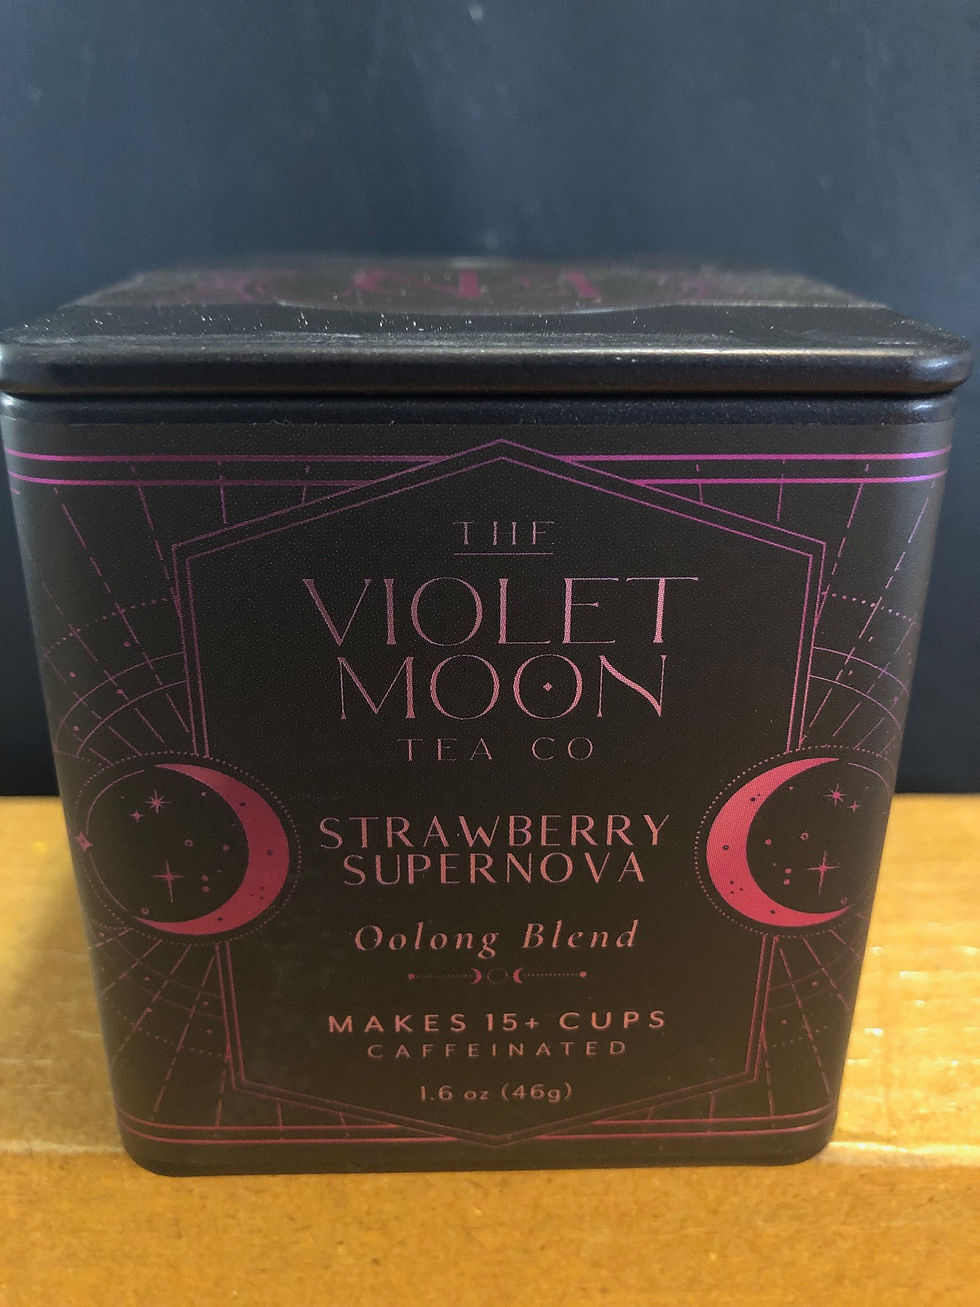 THE
VIOLET
MOON
TEA CO
STRAWBERRY
SUPERNOVA
Oolong Blend
MAKES 15+ CUPS
CAFFEINATED
1.6 oz (46g)